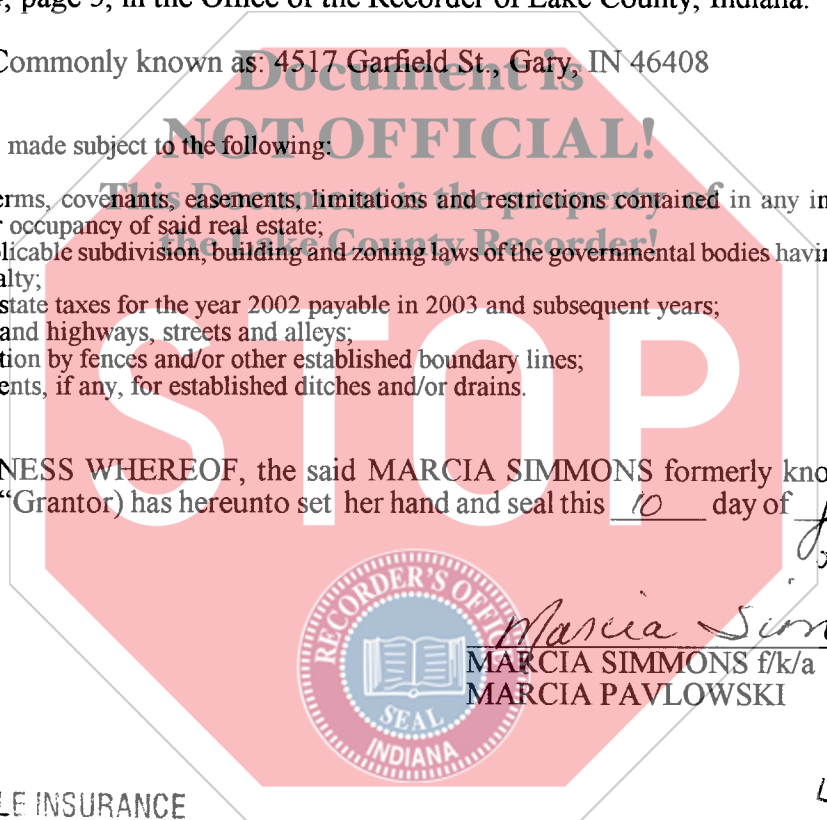 page 5, in the Office of the Recorder of Lake County, Indiana.
Commonly known as: 4517 Garfield St., Gary, IN 46408
Document is
made subject to the following:
NOT OFFICIAL!
This Document is the property of
erms, covenants, easements, limitations and restrictions contained in any in
r occupancy of said real estate;
the Lake County Recorder!
licable subdivision, building and zoning laws of the governmental bodies havin
alty;
state taxes for the year 2002 payable in 2003 and subsequent years;
and highways, streets and alleys;
tion by fences and/or other established boundary lines;
ents, if any, for established ditches and/or drains.
STOP
NESS WHEREOF, the said MARCIA SIMMONS formerly kno
“Grantor) has hereunto set her hand and seal this 10 day of
RECORDER'S OFFICE
Marcia Sim
MARCIA SIMMONS f/k/a
MARCIA PAVLOWSKI
SEAL
INDIANA
LE INSURANCE